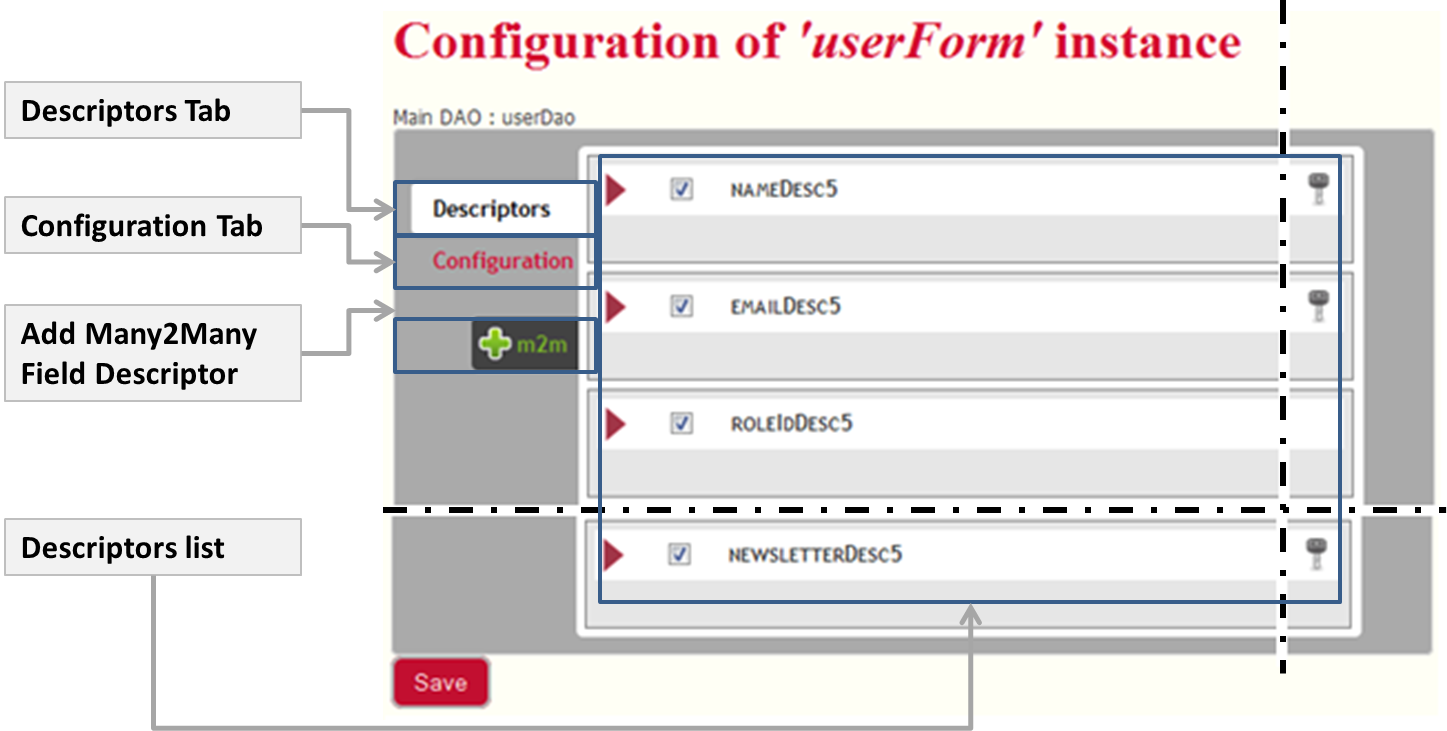 Configuration of 'userForm' instance
Descriptors Tab
Main DAO : userDao
NAMEDESC5
Descriptors
Configuration Tab
Configuration
EMAILDESC5
Add Many2Many
Field Descriptor
m2m
ROLEIDDESC5
Descriptors list
NEWSLETTERDESC5
Save